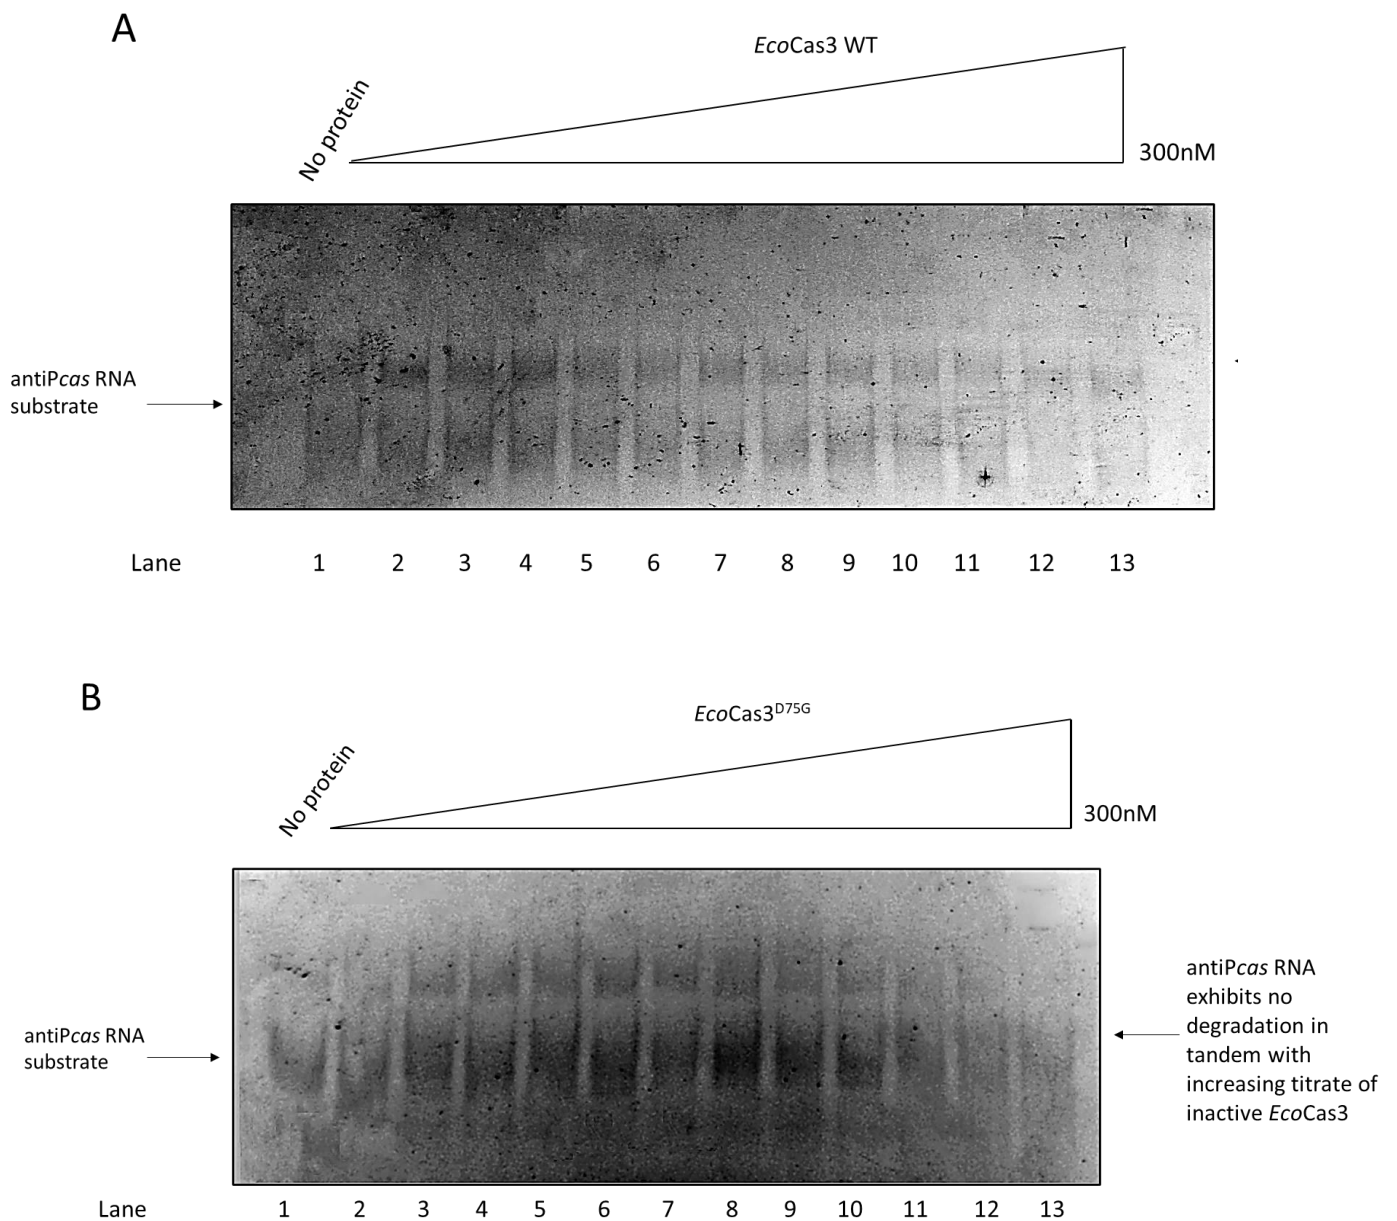 A
EcoCas3 WT
No protein
300nM
antiPcas RNA
substrate
Lane 1 2 3 4 5 6 7 8 9 10 11 12 13
B
EcoCas3D75G
No protein
300nM
antiPcas RNA
substrate
antiPcas RNA
exhibits no
degradation in
tandem with
increasing titrate of
inactive EcoCas3
Lane 1 2 3 4 5 6 7 8 9 10 11 12 13